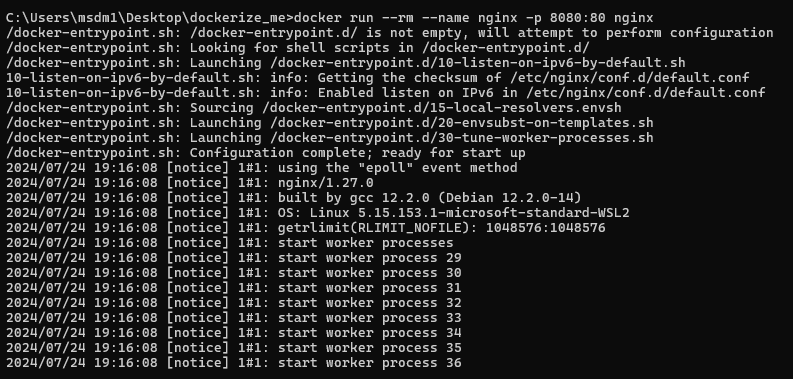 C:\Users\msdm1\Desktop\dockerize_me>docker run --rm --name nginx -p 8080:80 nginx
/docker-entrypoint.sh: /docker-entrypoint.d/ is not empty, will attempt to perform configuration
/docker-entrypoint.sh: Looking for shell scripts in /docker-entrypoint.d/
/docker-entrypoint.sh: Launching /docker-entrypoint.d/10-listen-on-ipv6-by-default.sh
10-listen-on-ipv6-by-default.sh: info: Getting the checksum of /etc/nginx/conf.d/default.conf
10-listen-on-ipv6-by-default.sh: info: Enabled listen on IPv6 in /etc/nginx/conf.d/default.conf
/docker-entrypoint.sh: Sourcing /docker-entrypoint.d/15-local-resolvers.envsh
/docker-entrypoint.sh: Launching /docker-entrypoint.d/20-envsubst-on-templates.sh
/docker-entrypoint.sh: Launching /docker-entrypoint.d/30-tune-worker-processes.sh
/docker-entrypoint.sh: Configuration complete; ready for start up
2024/07/24 19:16:08 [notice] 1#1: using the "epoll" event method
2024/07/24 19:16:08 [notice] 1#1: nginx/1.27.0
2024/07/24 19:16:08 [notice] 1#1: built by gcc 12.2.0 (Debian 12.2.0-14)
2024/07/24 19:16:08 [notice] 1#1: OS: Linux 5.15.153.1-microsoft-standard-WSL2
2024/07/24 19:16:08 [notice] 1#1: getrlimit(RLIMIT_NOFILE): 1048576:1048576
2024/07/24 19:16:08 [notice] 1#1: start worker processes
2024/07/24 19:16:08 [notice] 1#1: start worker process 29
2024/07/24 19:16:08 [notice] 1#1: start worker process 30
2024/07/24 19:16:08 [notice] 1#1: start worker process 31
2024/07/24 19:16:08 [notice] 1#1: start worker process 32
2024/07/24 19:16:08 [notice] 1#1: start worker process 33
2024/07/24 19:16:08 [notice] 1#1: start worker process 34
2024/07/24 19:16:08 [notice] 1#1: start worker process 35
2024/07/24 19:16:08 [notice] 1#1: start worker process 36